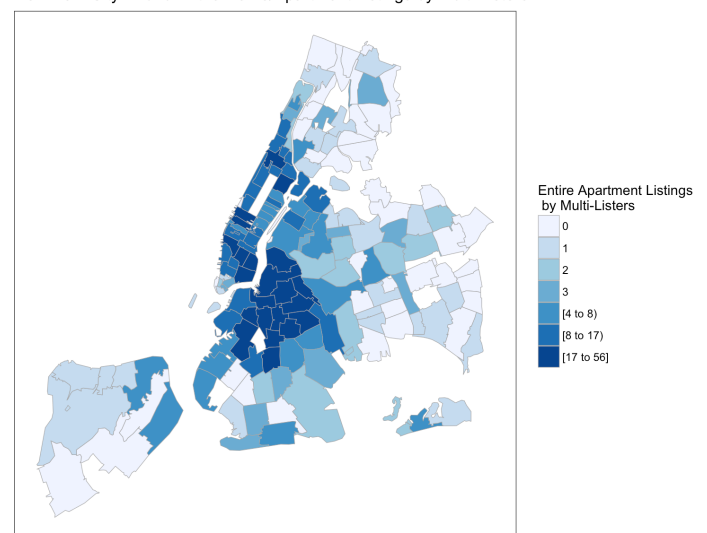 Entire Apartment Listings
by Multi-Listers
0
1
2
3
[4 to 8)
[8 to 17)
[17 to 56]